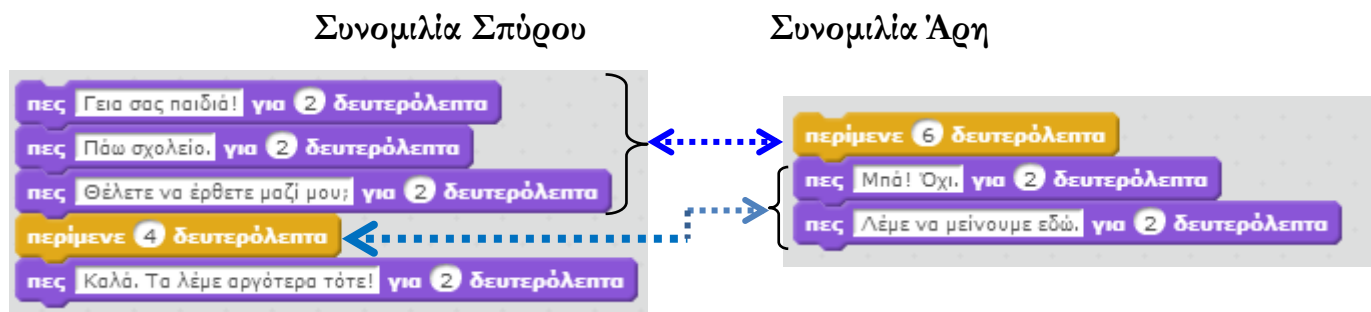 Συνομιλία Σπύρου
Συνομιλία Άρη
πες Γεια σας παιδιά! για 2 δευτερόλεπτα
πες Πάω σχολείο. για 2 δευτερόλεπτα
πες Θέλετε να έρθετε μαζί μου; για 2 δευτερόλεπτα
περίμενε 4 δευτερόλεπτα
πες Καλά. Τα λέμε αργότερα τότε! για 2 δευτερόλεπτα
περίμενε 6 δευτερόλεπτα
πες Μπά! Όχι. για 2 δευτερόλεπτα
πες Λέμε να μείνουμε εδώ. για 2 δευτερόλεπτα